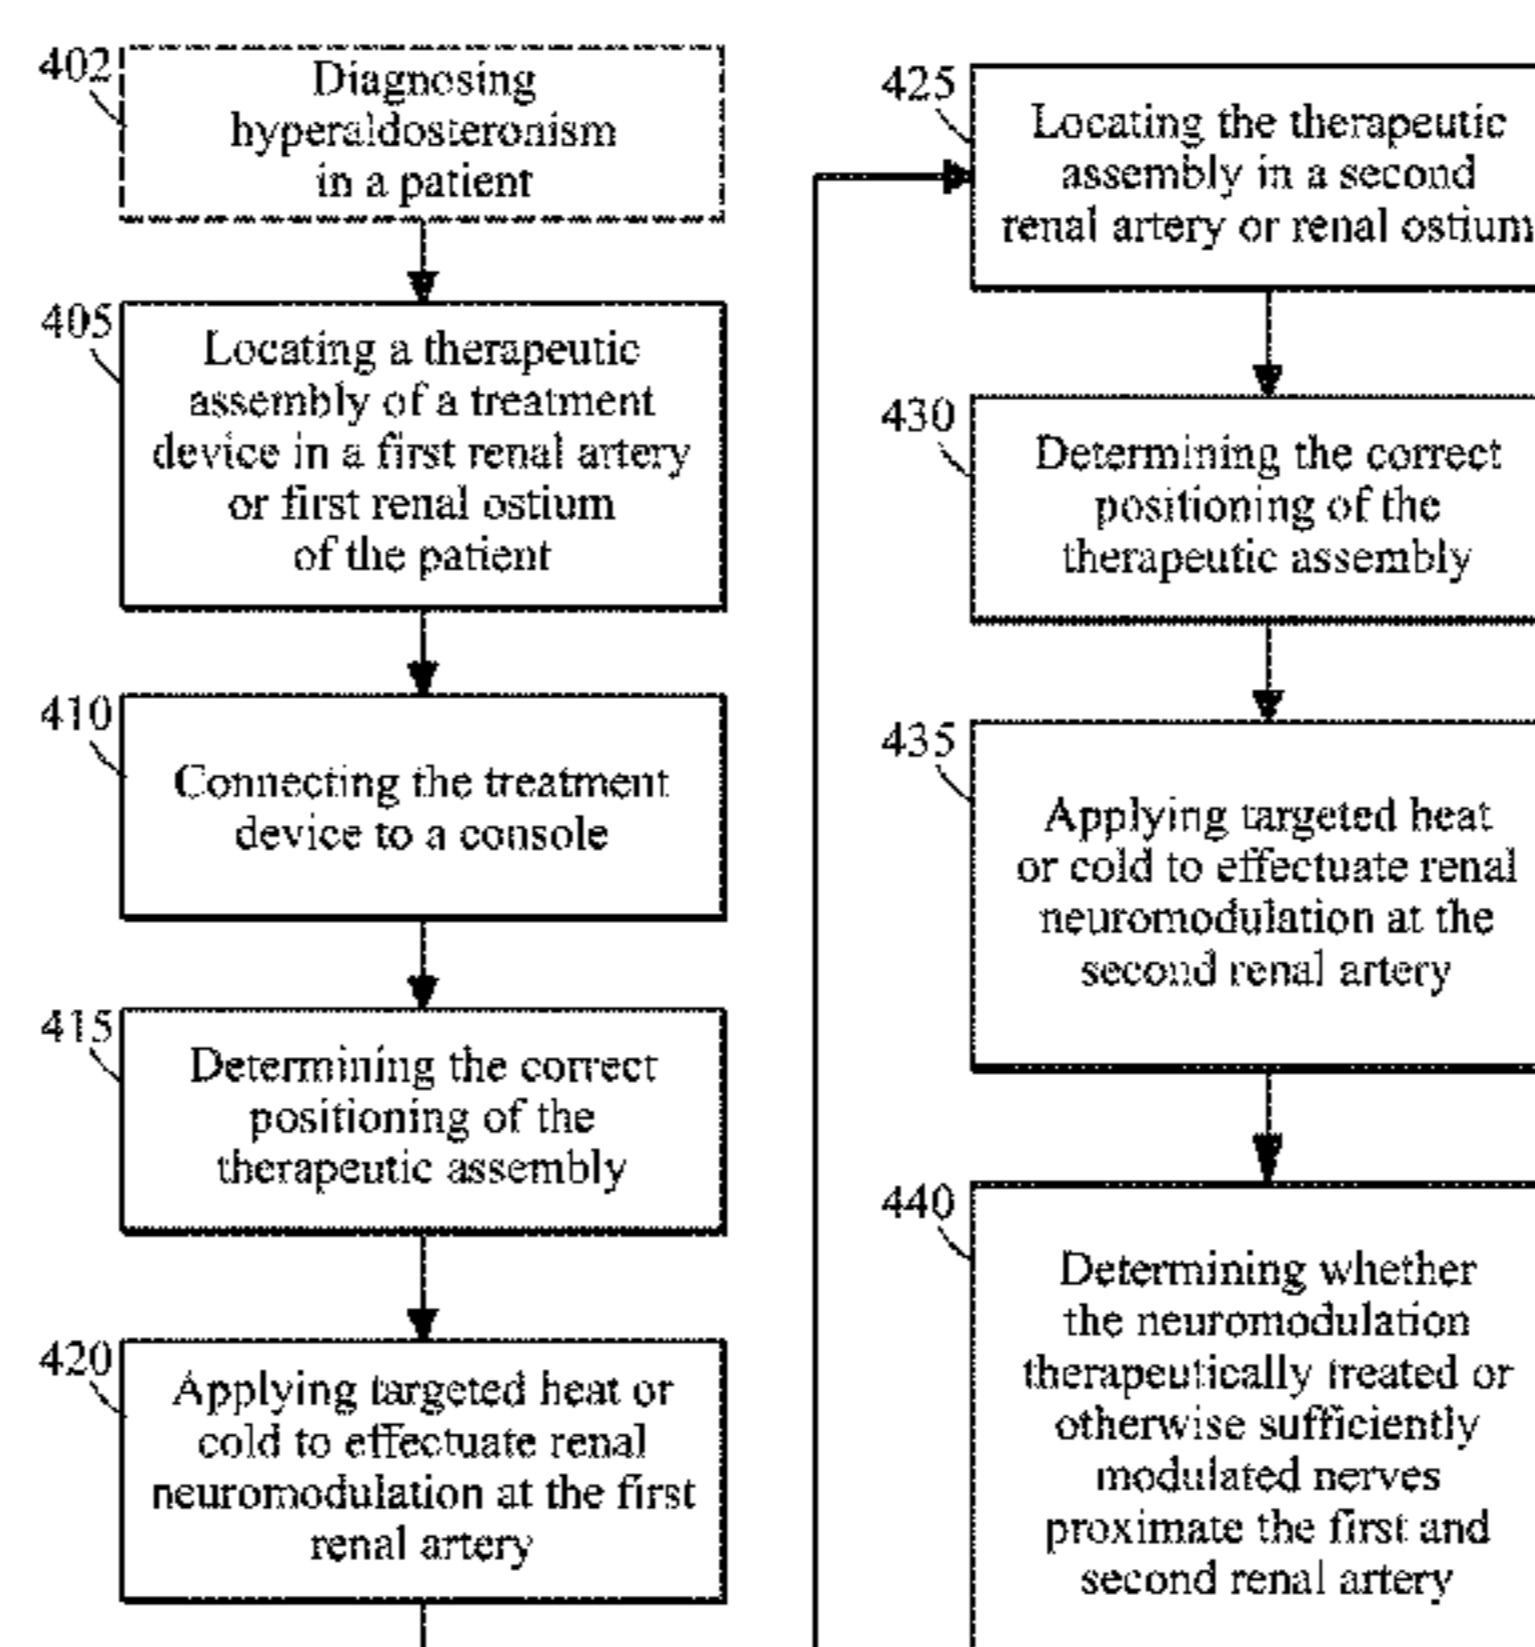 402
Diagnosing
hyperaldosteronism
in a patient
405
Locating a therapeutic
assembly of a treatment
device in a first renal artery
or first renal ostium
of the patient
410
Connecting the treatment
device to a console
415
Determining the correct
positioning of the
therapeutic assembly
420
Applying targeted heat or
cold to effectuate renal
neuromodulation at the first
renal artery
425
Locating the therapeutic
assembly in a second
renal artery or renal ostium
430
Determining the correct
positioning of the
therapeutic assembly
435
Applying targeted heat
or cold to effectuate renal
neuromodulation at the
second renal artery
440
Determining whether
the neuromodulation
therapeutically treated or
otherwise sufficiently
modulated nerves
proximate the first and
second renal artery